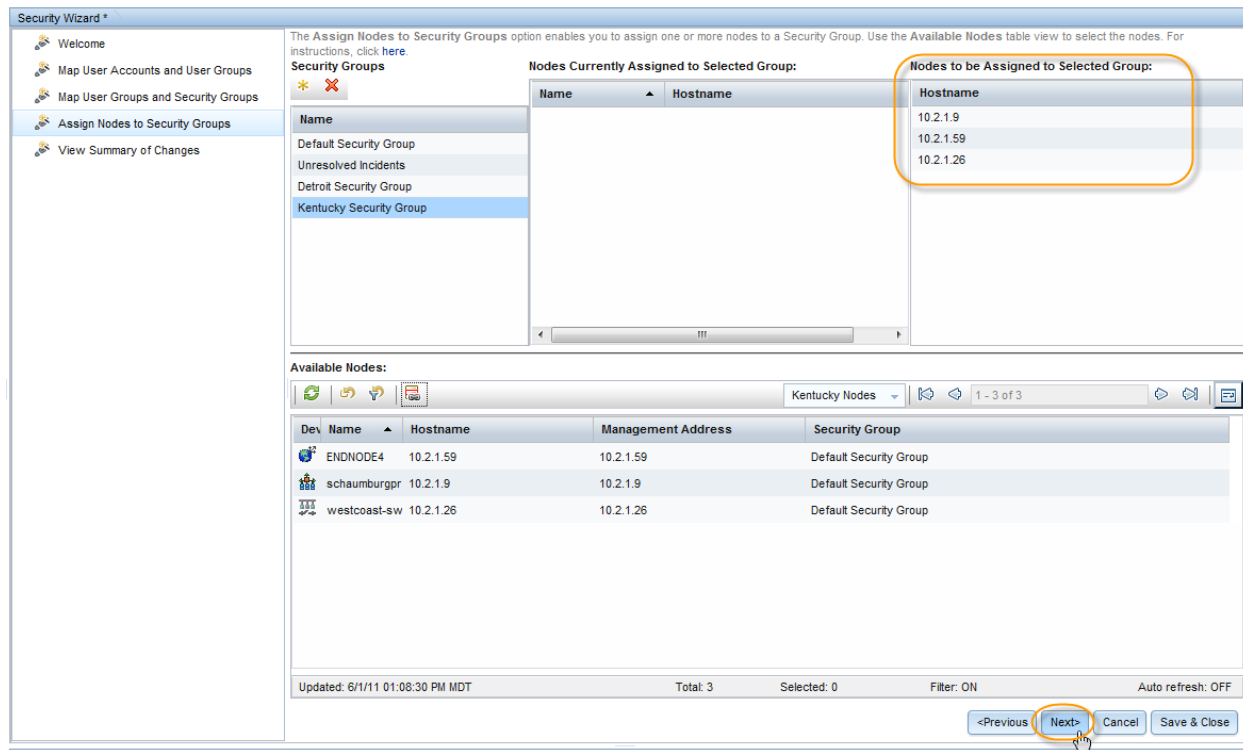 Security Wizard *
Welcome
Map User Accounts and User Groups
Map User Groups and Security Groups
Assign Nodes to Security Groups
View Summary of Changes
The Assign Nodes to Security Groups option enables you to assign one or more nodes to a Security Group. Use the Available Nodes table view to select the nodes. For
instructions, click here.
Security Groups
Name
Default Security Group
Unresolved Incidents
Detroit Security Group
Kentucky Security Group
Nodes Currently Assigned to Selected Group:
Name Hostname
Nodes to be Assigned to Selected Group:
Hostname
10.2.1.9
10.2.1.59
10.2.1.26
Available Nodes:
Kentucky Nodes 1 - 3 of 3
Dev Name Hostname Management Address Security Group
ENDNODE4 10.2.1.59 10.2.1.59 Default Security Group
schaumburgpr 10.2.1.9 10.2.1.9 Default Security Group
westcoast-sw 10.2.1.26 10.2.1.26 Default Security Group
Updated: 6/1/11 01:08:30 PM MDT Total: 3 Selected: 0 Filter: ON Auto refresh: OFF
<Previous Next> Cancel Save & Close